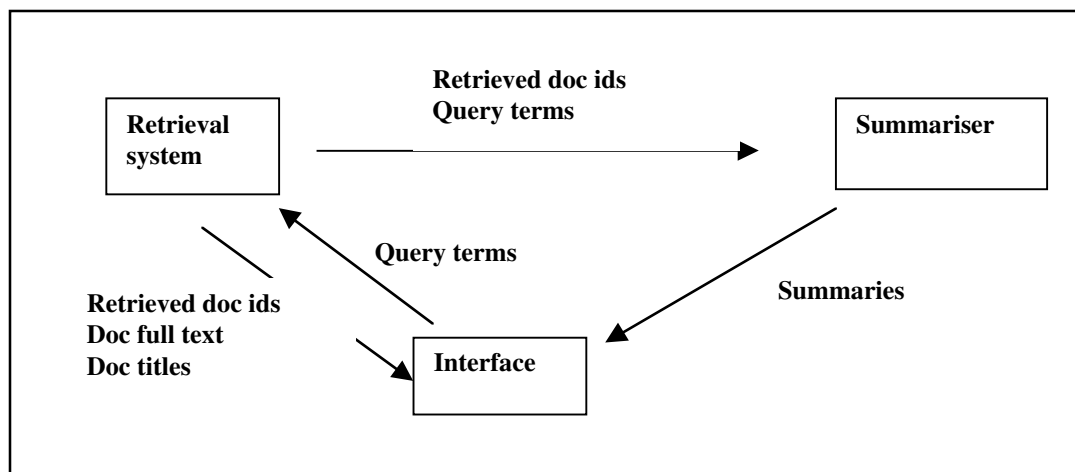 Retrieved doc ids
Query terms
Retrieval
system
Summariser
Query terms
Summaries
Retrieved doc ids
Doc full text
Doc titles
Interface